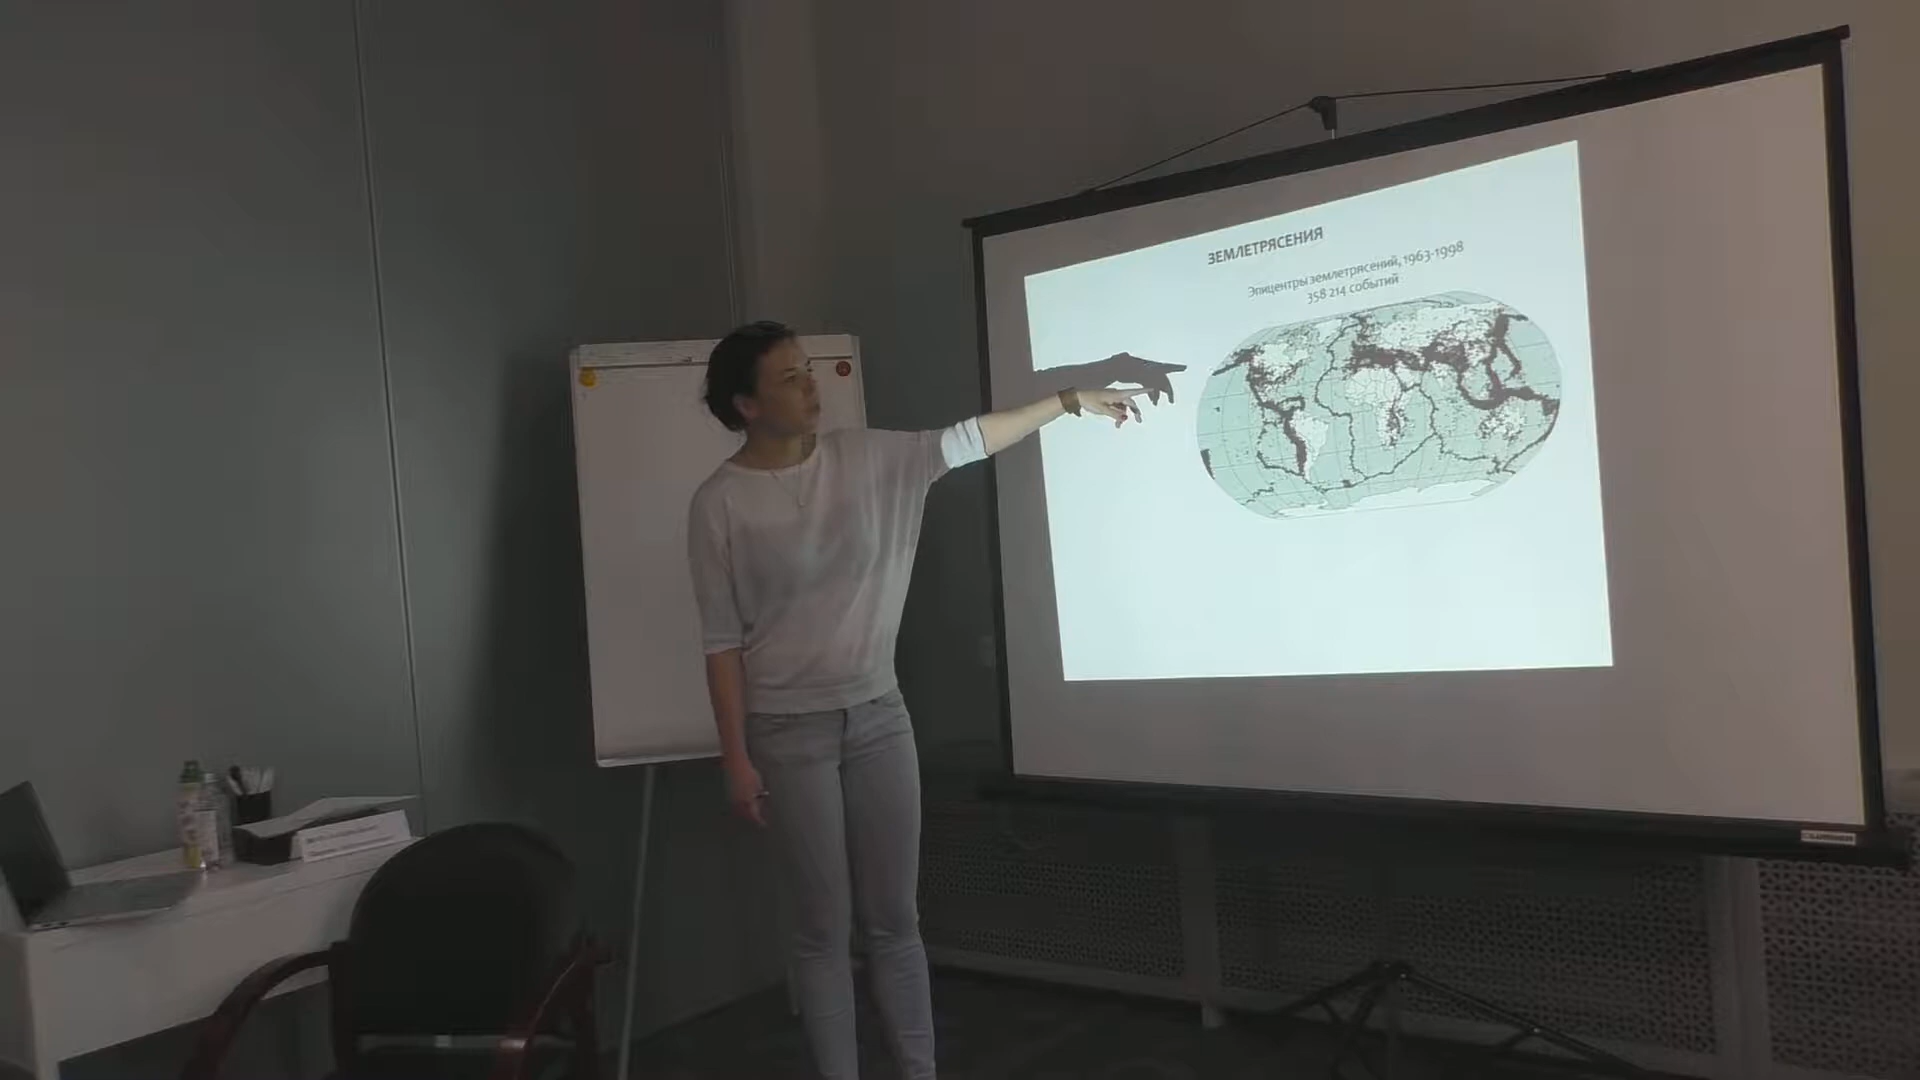 ЗЕМЛЕТРЯСЕНИЯ
Эпицентры землетрясений, 1963-1998
358 214 событий